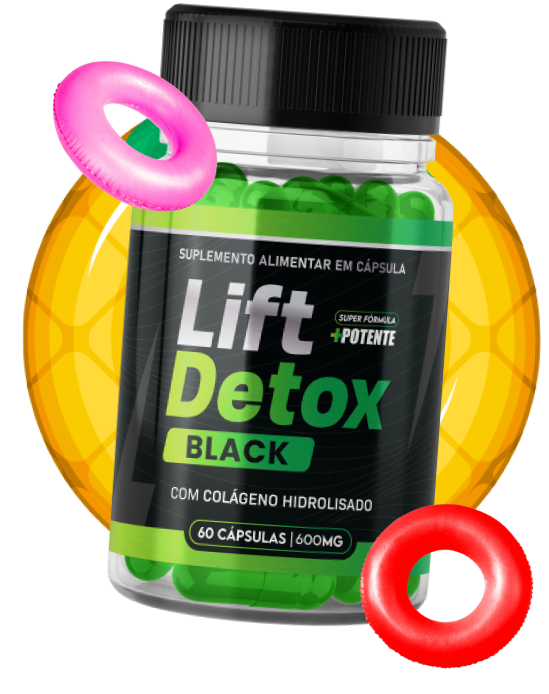 SUPLEMENTO ALIMENTAR EM CÁPSULA
Lift
SUPER FÓRMULA
+POTENTE
Detox
BLACK
COM COLÁGENO HIDROLISADO
60 CÁPSULAS | 600MG